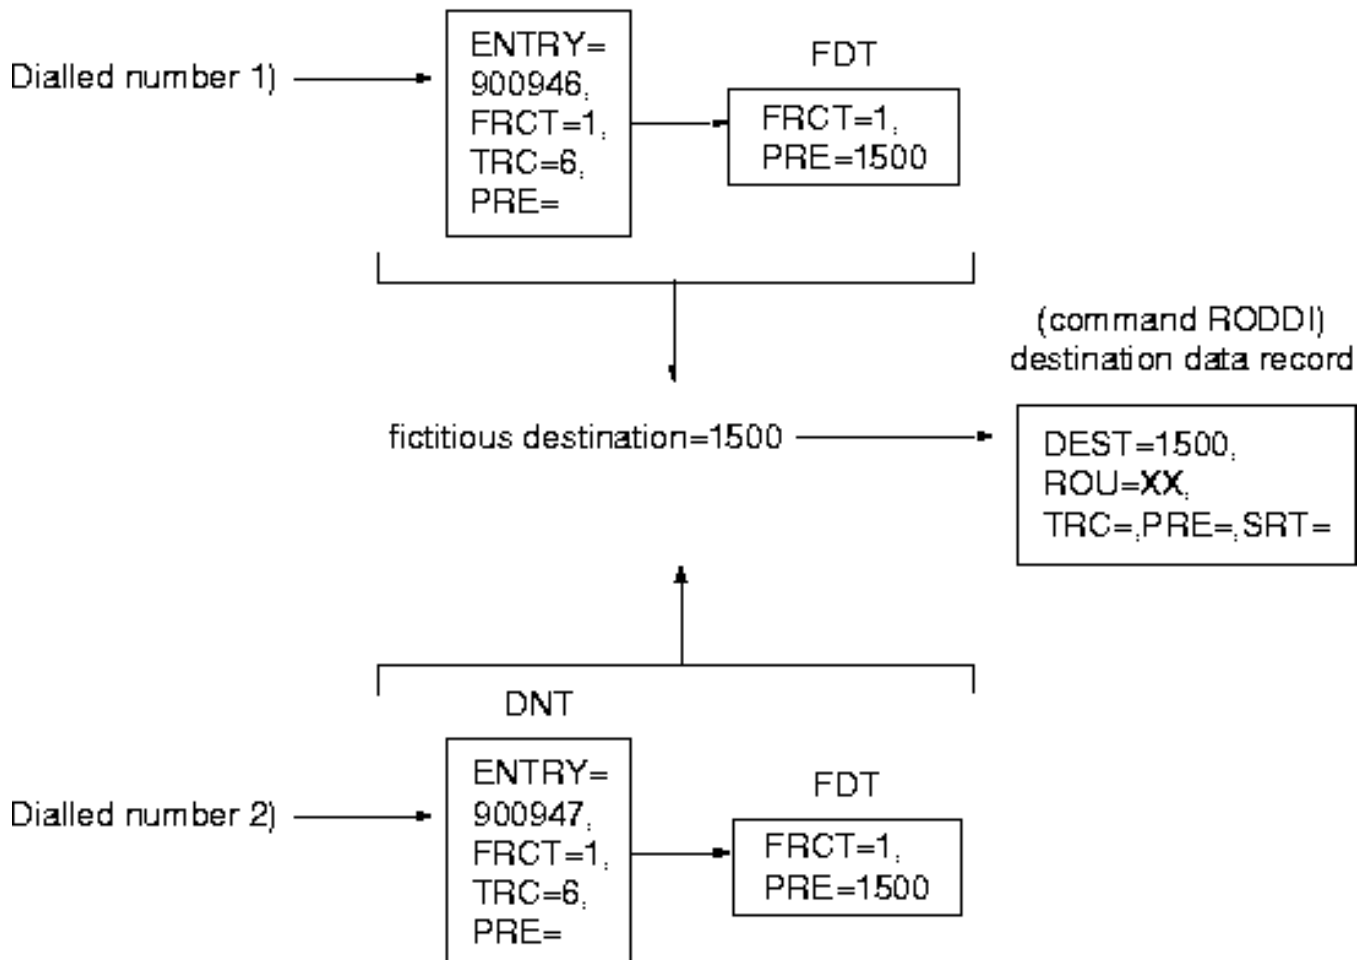 Dialled number 1)
ENTRY=
900946,
FRCT=1,
TRC=6,
PRE=
FDT
FRCT=1,
PRE=1500
(command RODDI)
destination data record
fictitious destination=1500
DEST=1500,
ROU=XX,
TRC=,PRE=,SRT=
DNT
Dialled number 2)
ENTRY=
900947,
FRCT=1,
TRC=6,
PRE=
FDT
FRCT=1,
PRE=1500